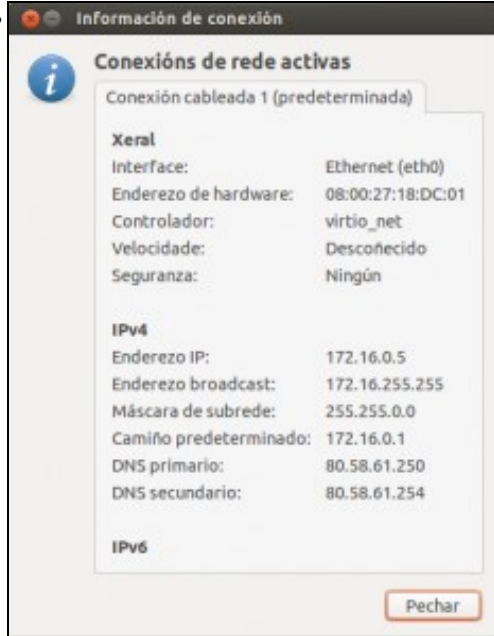 Información de conexión
Conexións de rede activas
Conexión cableada 1 (predeterminada)
Xeral
Interface: Ethernet (eth0)
Enderezo de hardware: 08:00:27:18:DC:01
Controlador: virtio_net
Velocidade: Descoñecido
Seguranza: Ningún
IPv4
Enderezo IP: 172.16.0.5
Enderezo broadcast: 172.16.255.255
Máscara de subrede: 255.255.0.0
Camiño predeterminado: 172.16.0.1
DNS primario: 80.58.61.250
DNS secundario: 80.58.61.254
IPv6
Pechar